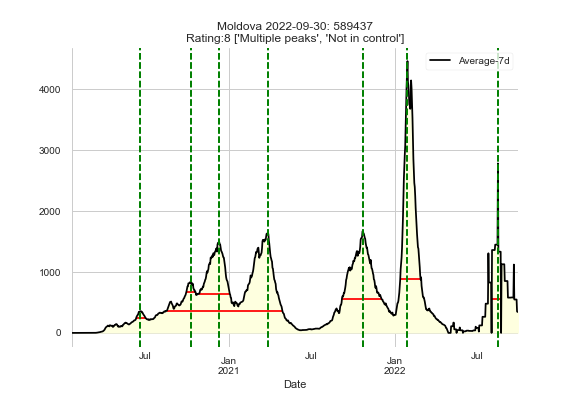 Moldova 2022-09-30: 589437
Rating:8 ['Multiple peaks', 'Not in control']
Average-7d
4000
3000
2000
1000
0
Jul
Jan
2021
Jul
Jan
2022
Jul
Date